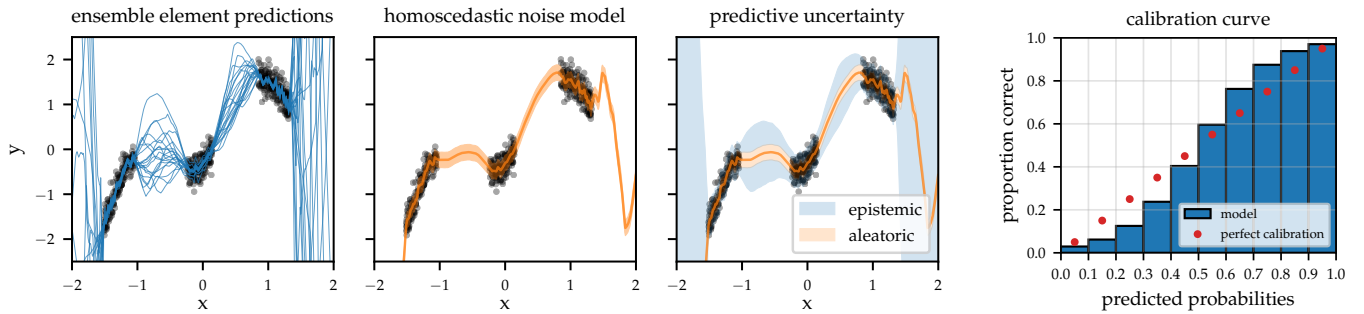 ensemble element predictions
2
1
0
−1
−2
y
−2
−1
0
1
2
x
homoscedastic noise model
−2
−1
0
1
2
x
predictive uncertainty
epistemic
aleatoric
−2
−1
0
1
2
x
calibration curve
1.0
0.8
0.6
0.4
0.2
0.0
proportion correct
model
perfect calibration
0.0 0.1 0.2 0.3 0.4 0.5 0.6 0.7 0.8 0.9 1.0
predicted probabilities